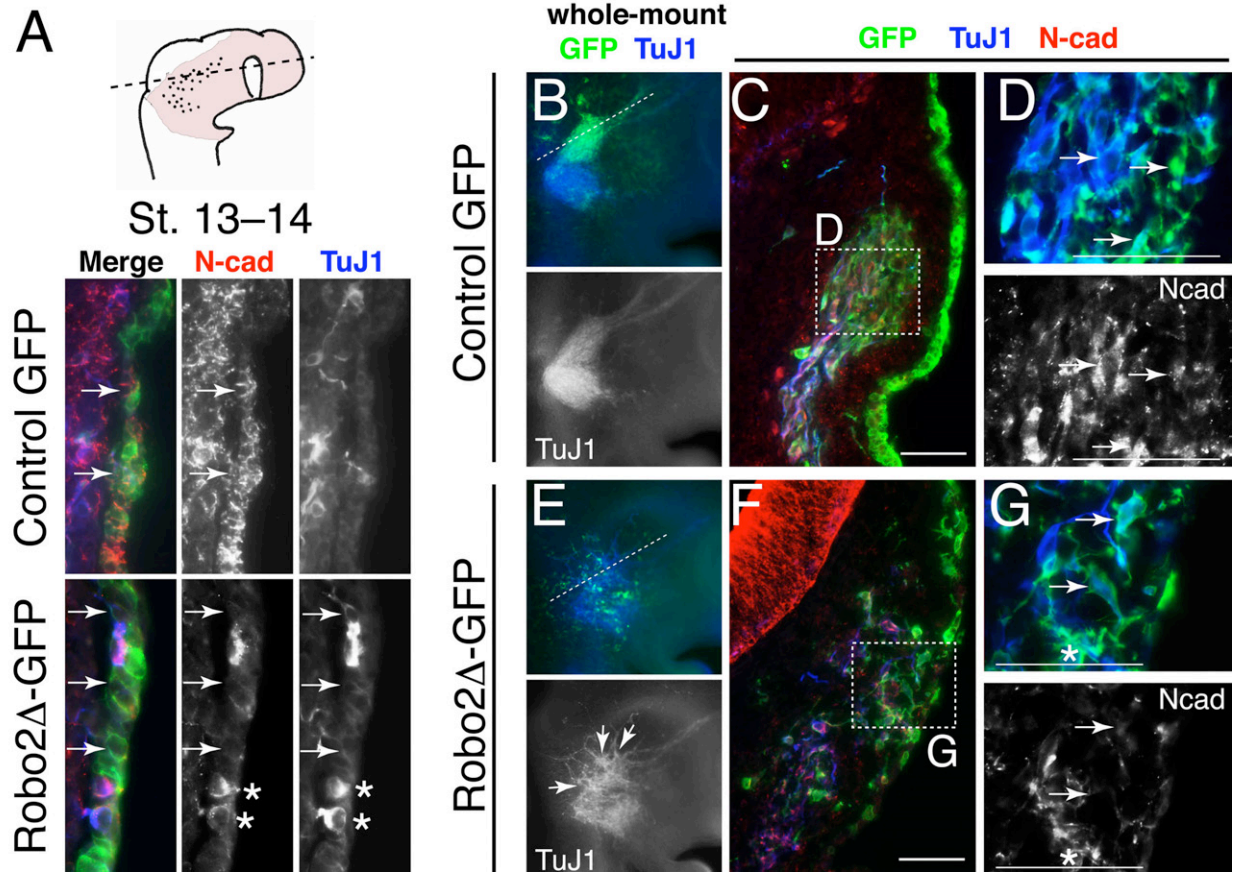 A
St. 13–14
Merge N-cad TuJ1
Control GFP
Robo2Δ-GFP
whole-mount
GFP TuJ1
GFP TuJ1 N-cad
Control GFP
B
TuJ1
C
D
D
Ncad
Robo2Δ-GFP
E
TuJ1
F
G
G
Ncad
*
*
*
*
*
*